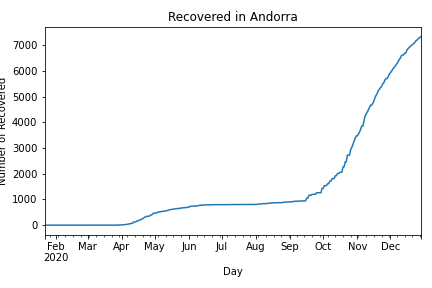 Recovered in Andorra
Number of Recovered
7000
6000
5000
4000
3000
2000
1000
0
Feb Mar Apr May Jun Jul Aug Sep Oct Nov Dec
2020
Day